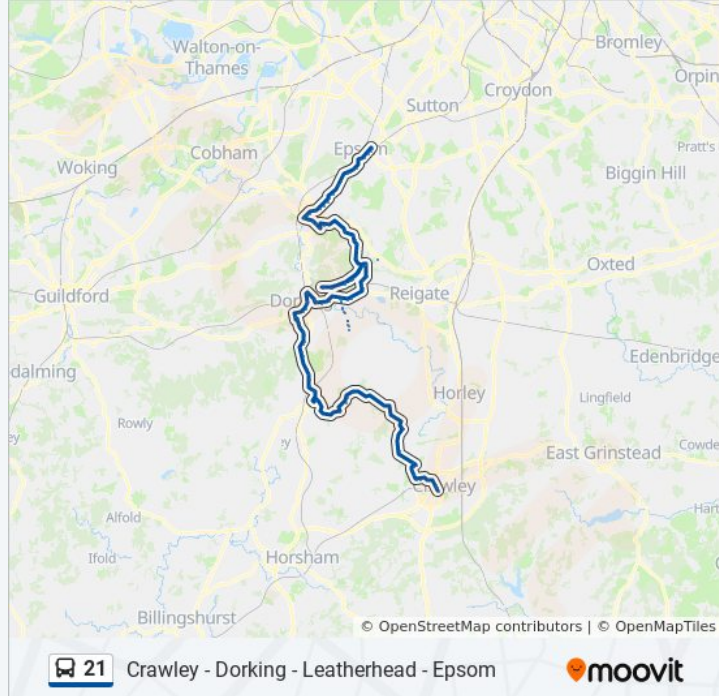 Walton-on-
Thames
Bromley
Orpin
Croydon
Sutton
Epsom
Pratt's
Cobham
Woking
Biggin Hill
Oxted
Guildford
Reigate
Edenbridge
dalming
Horley
Lingfield
Rowly
ey
East Grinstead
Cowde
Crawley
Hart
Alfold
Ifold
Horsham
Billingshurst
© OpenStreetMap contributors | © OpenMapTiles
21 Crawley - Dorking - Leatherhead - Epsom
moovit